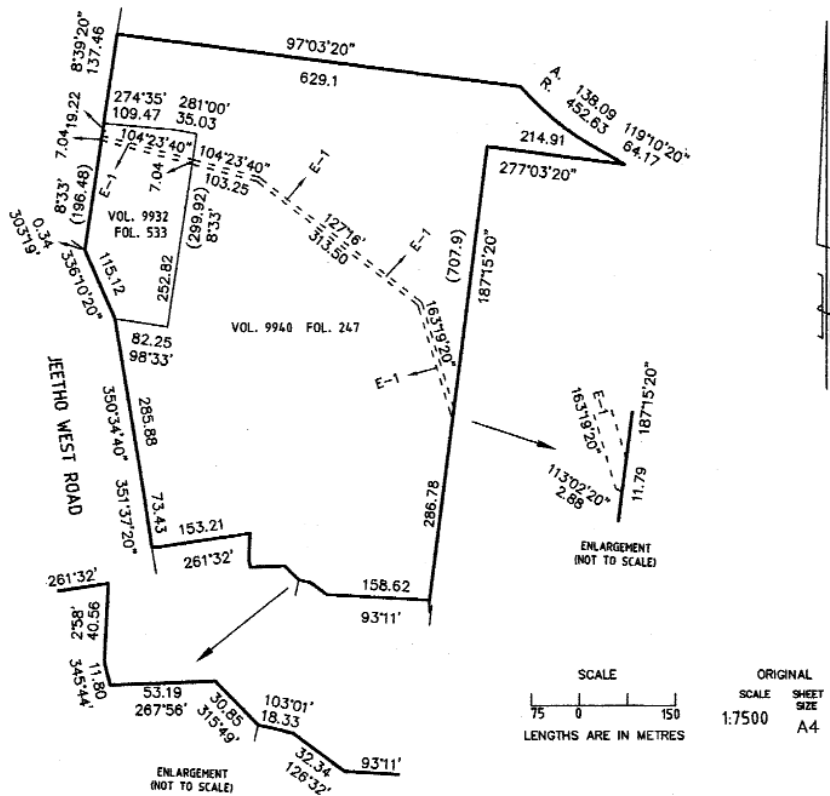 8°39'20"
137.46
97°03'20"
629.1
A. 138.09 119°10'20"
R. 452.63 64.17
274°35'
109.47
281°00'
35.03
19.22
7.04
104°23'40"
104°23'40"
7.04
103.25
E-1
E-1
214.91
277°03'20"
8°33'
(196.48)
VOL. 9932
FOL. 533
(299.92)
8°33'
252.82
127°16'
313.50
E-1
(707.9)
187°15'20"
0.34
303°19'
115.12
336°10'20"
82.25
98°33'
VOL. 9940 FOL. 247
163°19'20"
E-1
JEETHO WEST ROAD
285.88
350°34'40"
73.43
351°37'20"
153.21
261°32'
286.78
158.62
93°11'
E-1
163°19'20"
187°15'20"
113°02'20"
2.88
11.79
ENLARGEMENT
(NOT TO SCALE)
261°32'
2°58'
40.56
11.80
345°44'
53.19
267°56'
30.85
315°49'
103°01'
18.33
32.34
126°32'
93°11'
ENLARGEMENT
(NOT TO SCALE)
SCALE
75 0 150
LENGTHS ARE IN METRES
ORIGINAL
SCALE
SHEET
SIZE
1:7500
A4